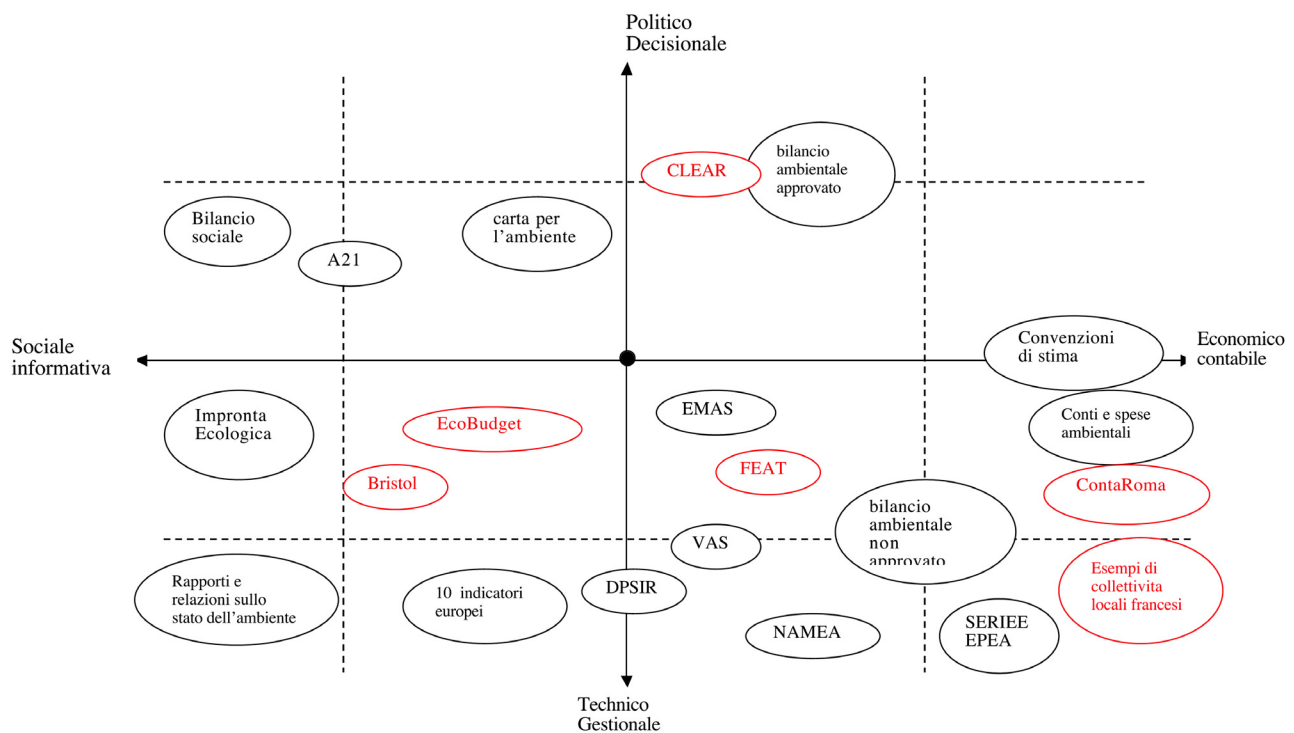 Politico
Decisionale
CLEAR
bilancio
ambientale
approvato
Bilancio
sociale
carta per
l'ambiente
A21
Sociale
informativa
Convenzioni
di stima
Economico
contabile
Impronta
Ecologica
EcoBudget
EMAS
Conti e spese
ambientali
Bristol
FEAT
ContaRoma
bilancio
ambientale
non
approvato
VAS
Rapporti e
relazioni sullo
stato dell'ambiente
10 indicatori
europei
DPSIR
Esempi di
collettivita
locali francesi
NAMEA
SERIEE
EPEA
Technico
Gestionale